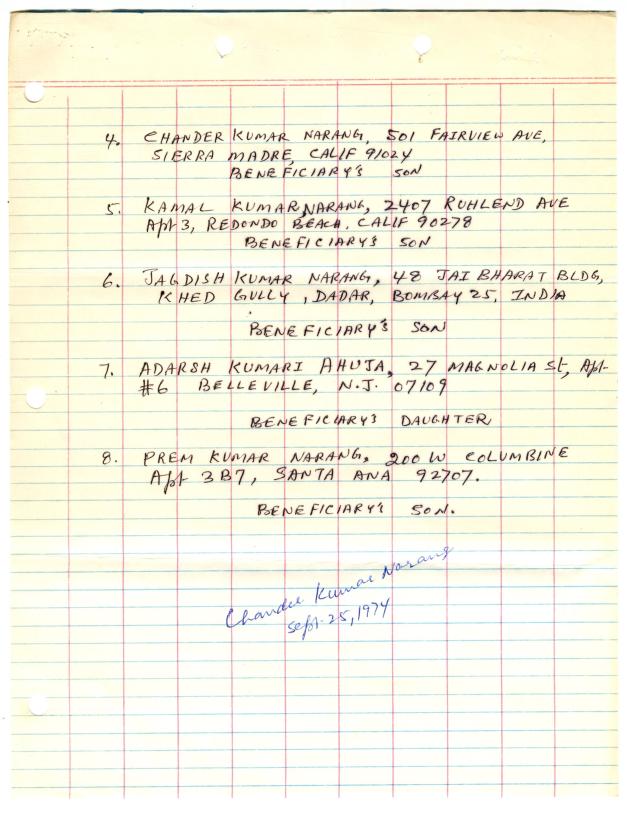 4. CHANDER KUMAR NARANG, 501 FAIRVIEW AVE,
SIERRA MADRE, CALIF 91024
BENEFICIARY'S SON
5. KAMAL KUMAR NARANG, 2407 RUHLEND AVE
Apt 3, REDONDO BEACH, CALIF 90278
BENEFICIARY'S SON
6. JAGDISH KUMAR NARANG, 48 JAI BHARAT BLDG,
KHED GULLY, DADAR, BOMBAY 25, INDIA
BENEFICIARY'S SON
7. ADARSH KUMARI AHUJA, 27 MAGNOLIA St, Apt-
#6 BELLEVILLE, N.J. 07109
BENEFICIARY'S DAUGHTER
8. PREM KUMAR NARANG, 200 W COLUMBINE
Apt 3B7, SANTA ANA 92707.
BENEFICIARY'S SON.
Chander Kumar Narang
Sept. 25, 1974